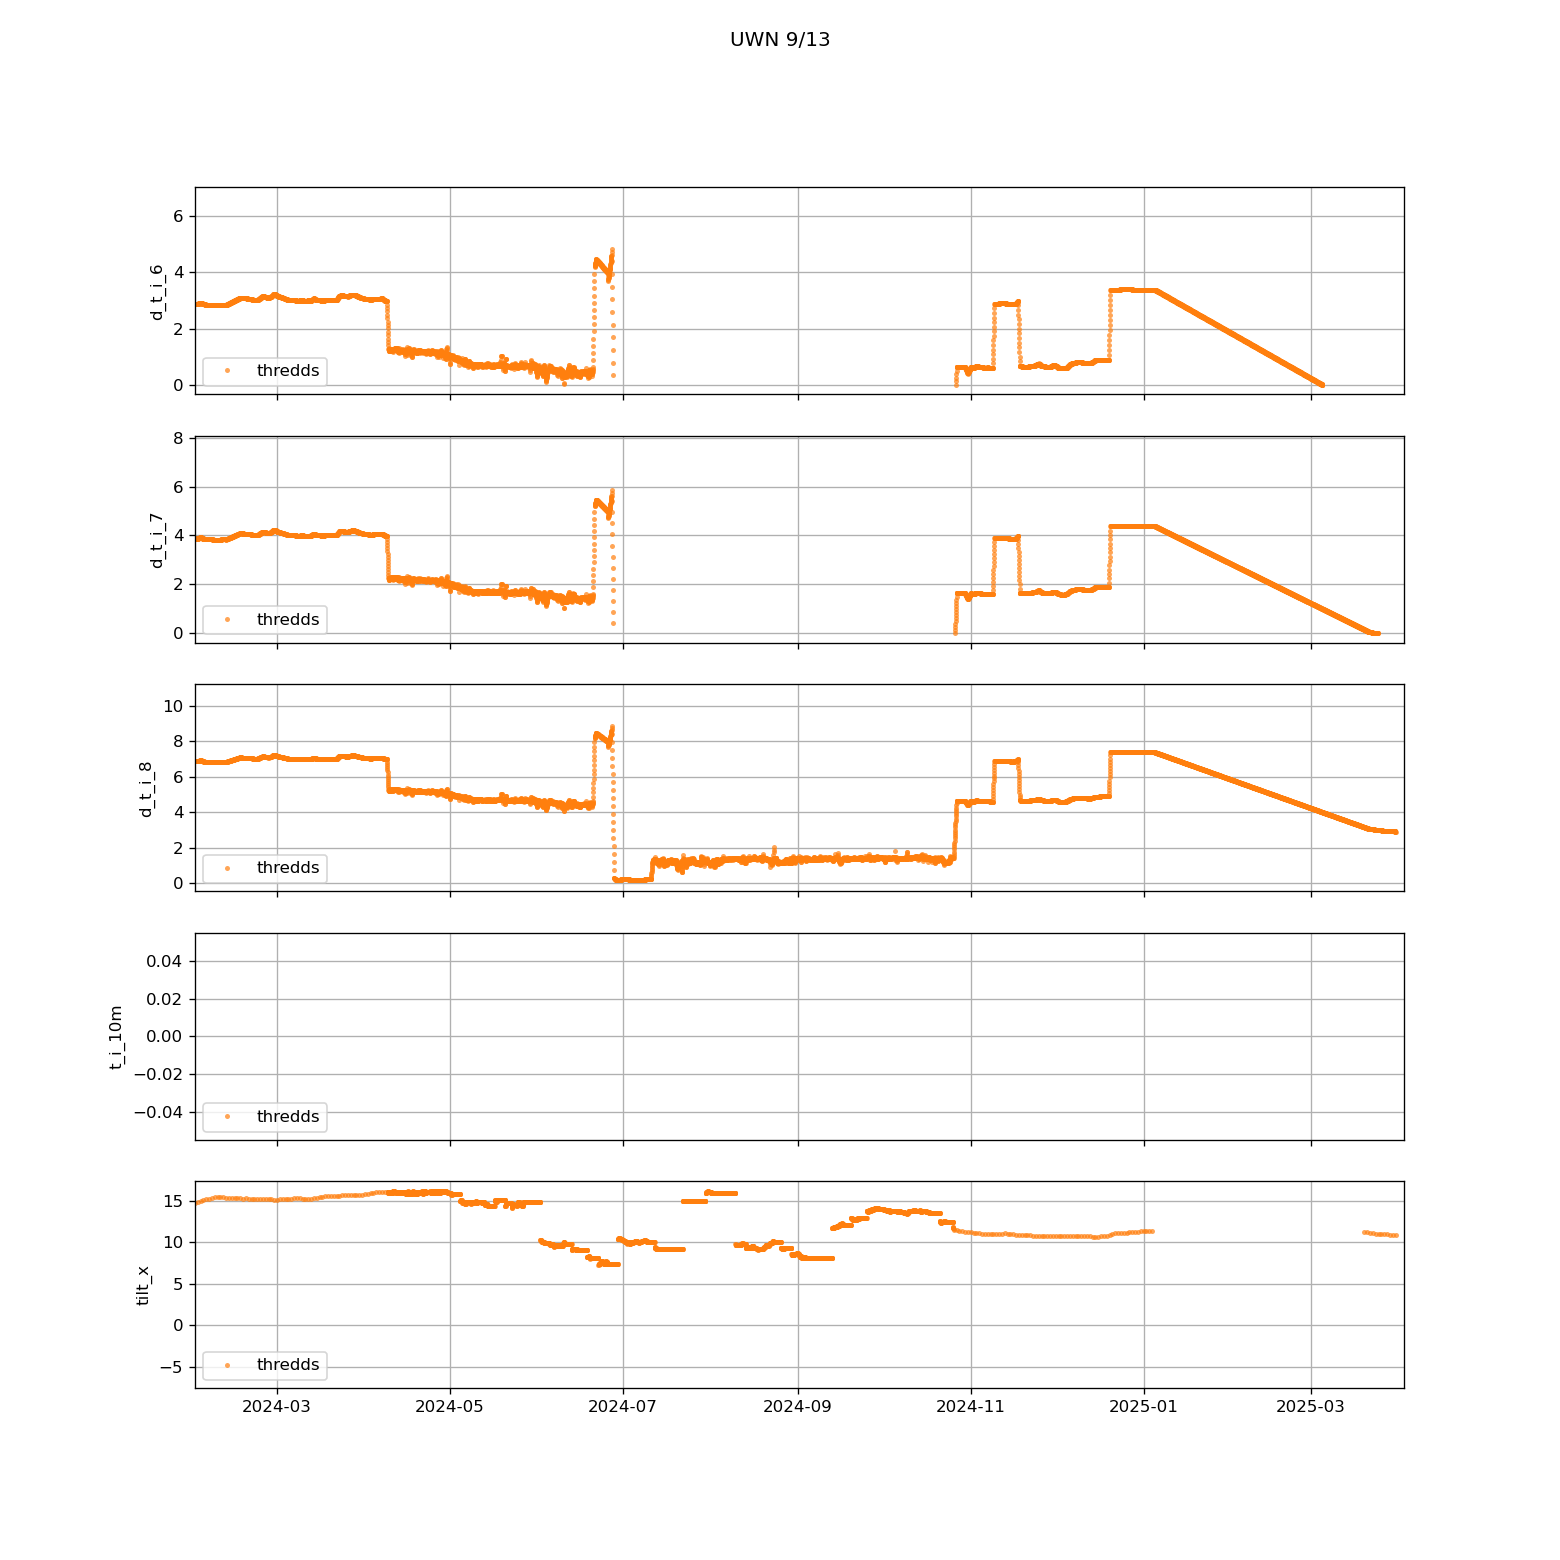 UWN 9/13
6
4
2
0
d_t_i_6
thredds
8
6
4
2
0
d_t_i_7
thredds
10
8
6
4
2
0
d_t_i_8
thredds
0.04
0.02
0.00
−0.02
−0.04
t_i_10m
thredds
15
10
5
0
−5
tilt_x
thredds
2024-03 2024-05 2024-07 2024-09 2024-11 2025-01 2025-03